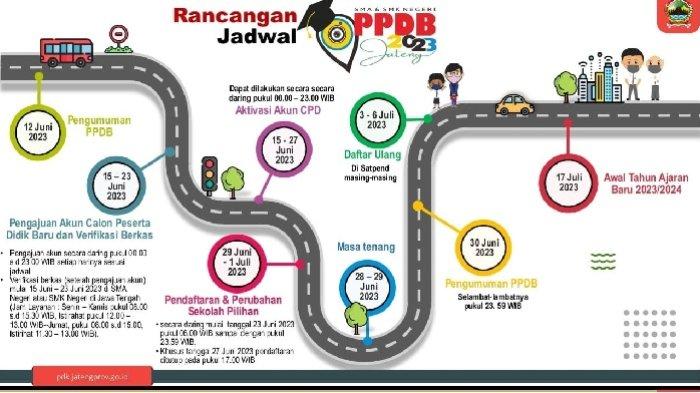 Rancangan
Jadwal
SMA & SMK NEGERI
PPDB
2023
Jateng
12 Juni
2023
Pengumuman
PPDB
15 – 23
Juni
2023
Pengajuan Akun Calon Peserta
Didik Baru dan Verifikasi Berkas
• Pengajuan akun secara daring pukul 00.00
s.d 23.00 WIB setiap harinya sesuai
jadwal
• Verifikasi berkas (setelah pengajuan akun)
mulai 15 Juni – 23 Juni 2023 di SMA
Negeri atau SMK Negeri di Jawa Tengah
(Jam Layanan : Senin – Kamis pukul 08.00
s.d 15.30 WIB, Istirahat pukul 12.00 –
13.00 WIB–Jumat, pukul 08.00 s.d 15.00,
Istirahat 11.30 – 13.00 WIB).
Dapat dilakukan secara secara
daring pukul 00.00 – 23.00 WIB
Aktivasi Akun CPD
15 - 27
Juni
2023
29 Juni
- 1 Juli
2023
Pendaftaran & Perubahan
Sekolah Pilihan
• secara daring mulai tanggal 23 Juni 2023
pukul 06.00 WIB sampai dengan pukul
23.59 WIB.
• Khusus tangga 27 Juni 2023 pendaftaran
ditutup pada pukul 17.00 WIB
Masa tenang
28 – 29
Juni
2023
3 - 6 Juli
2023
Daftar Ulang
Di Satpend
masing-masing
30 Juni
2023
Pengumuman PPDB
Selambat-lambatnya
pukul 23. 59 WIB
17 Juli
2023
Awal Tahun Ajaran
Baru 2023/2024
pdk.jatengprov.go.id